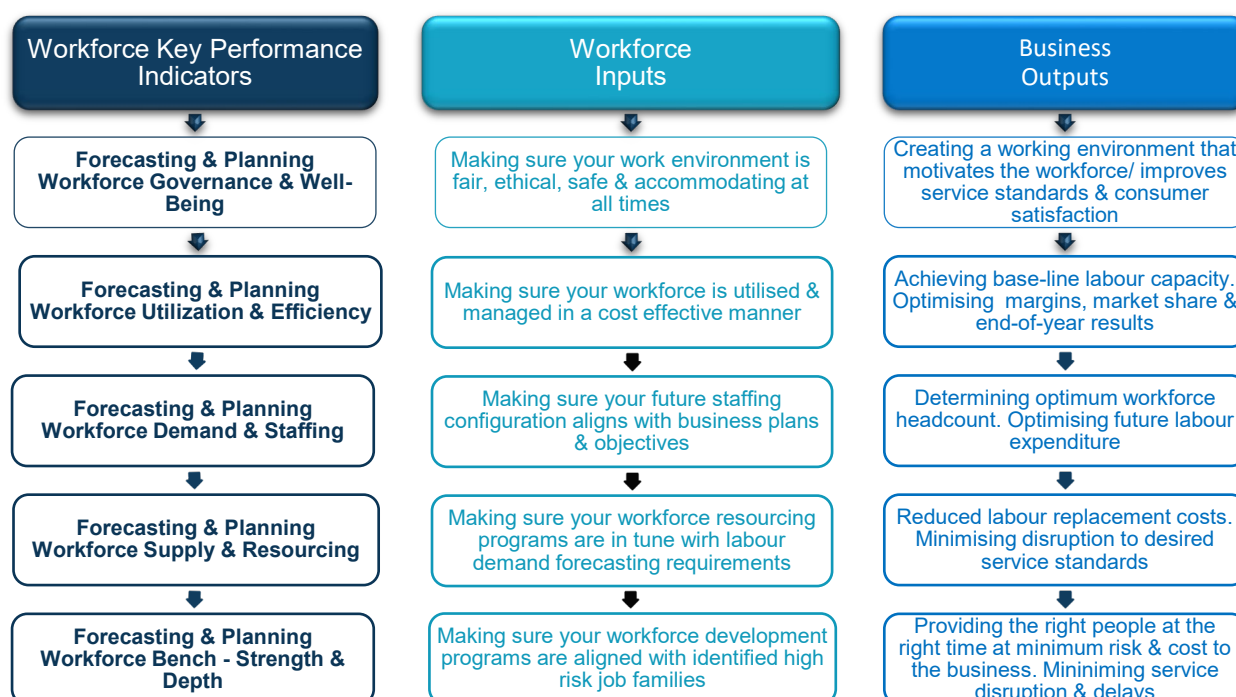 Workforce Key Performance
Indicators
Workforce
Inputs
Business
Outputs
Forecasting & Planning
Workforce Governance & Well-
Being
Making sure your work environment is
fair, ethical, safe & accommodating at
all times
Creating a working environment that
motivates the workforce/ improves
service standards & consumer
satisfaction
Forecasting & Planning
Workforce Utilization & Efficiency
Making sure your workforce is utilised &
managed in a cost effective manner
Achieving base-line labour capacity.
Optimising margins, market share &
end-of-year results
Forecasting & Planning
Workforce Demand & Staffing
Making sure your future staffing
configuration aligns with business plans
& objectives
Determining optimum workforce
headcount. Optimising future labour
expenditure
Forecasting & Planning
Workforce Supply & Resourcing
Making sure your workforce resourcing
programs are in tune wirh labour
demand forecasting requirements
Reduced labour replacement costs.
Minimising disruption to desired
service standards
Forecasting & Planning
Workforce Bench - Strength &
Depth
Making sure your workforce development
programs are aligned with identified high
risk job families
Providing the right people at the
right time at minimum risk & cost to
the business. Mininiming service
disruption & delays